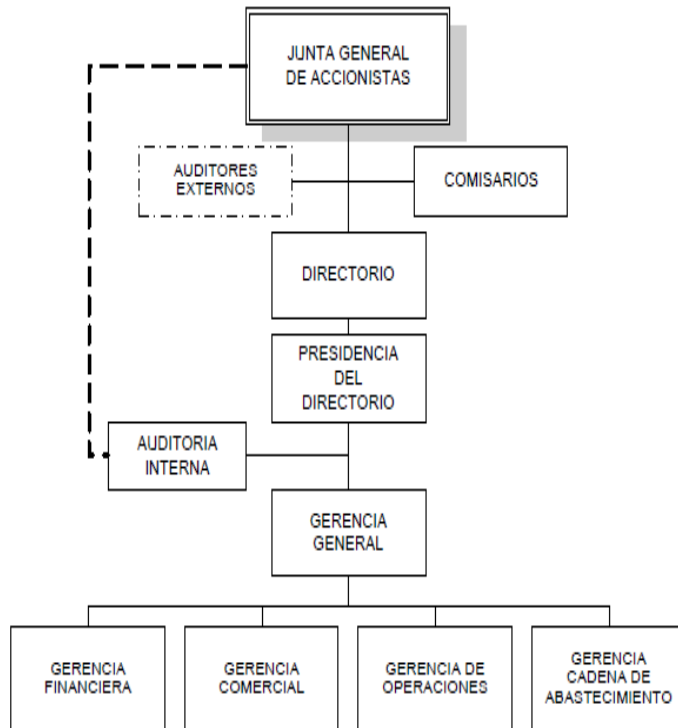 JUNTA GENERAL
DE ACCIONISTAS
AUDITORES
EXTERNOS
COMISARIOS
DIRECTORIO
PRESIDENCIA
DEL
DIRECTORIO
AUDITORIA
INTERNA
GERENCIA
GENERAL
GERENCIA
FINANCIERA
GERENCIA
COMERCIAL
GERENCIA DE
OPERACIONES
GERENCIA
CADENA DE
ABASTECIMIENTO